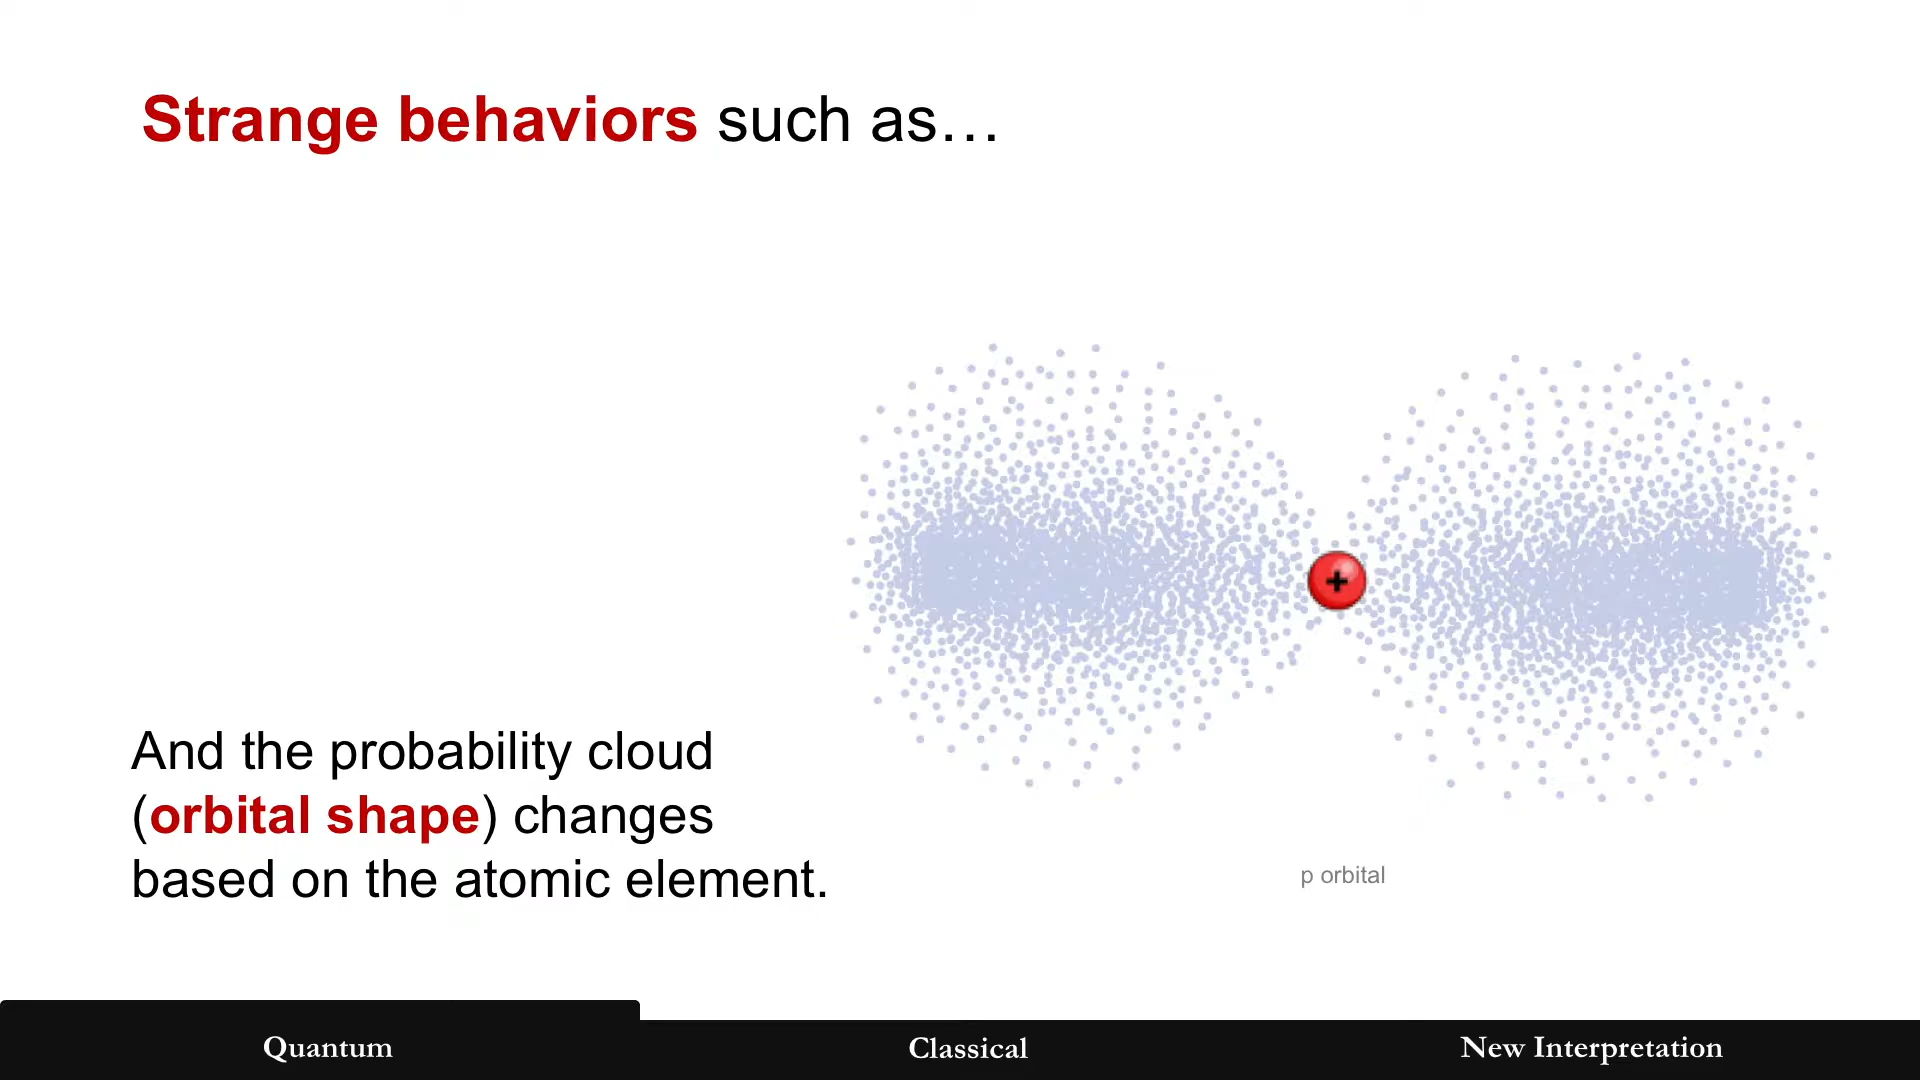 Strange behaviors such as…
+
And the probability cloud
(orbital shape) changes
based on the atomic element.
p orbital
Quantum
Classical
New Interpretation